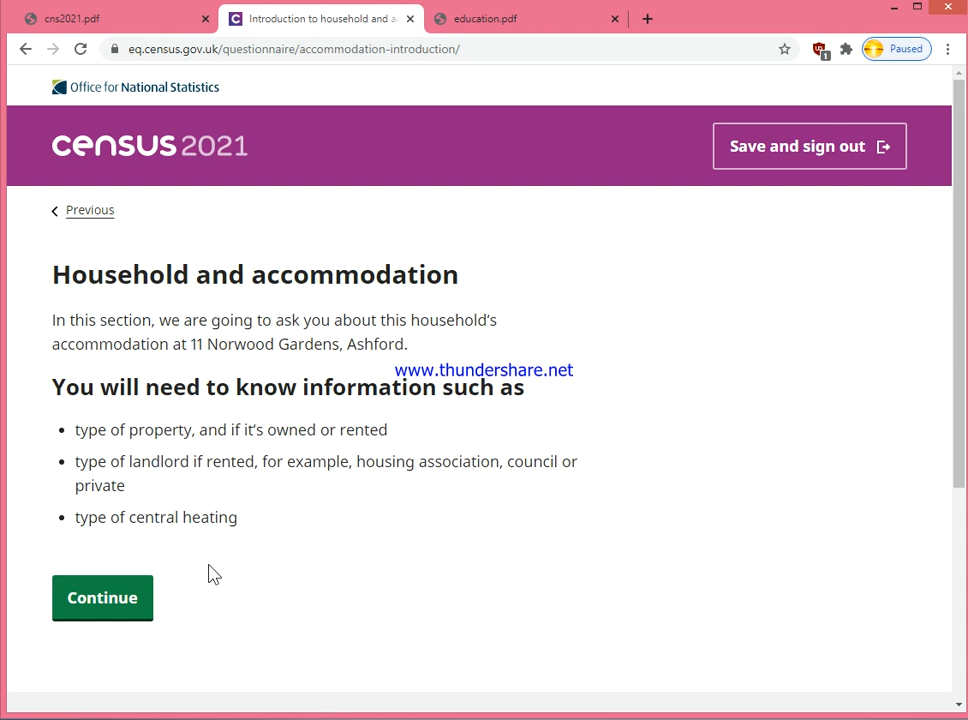 cns2021.pdf
Introduction to household and a
education.pdf
eq.census.gov.uk/questionnaire/accommodation-introduction/
1
Paused
Office for National Statistics
census 2021
Save and sign out
Previous
Household and accommodation
In this section, we are going to ask you about this household's
accommodation at 11 Norwood Gardens, Ashford.
www.thundershare.net
You will need to know information such as
• type of property, and if it's owned or rented
• type of landlord if rented, for example, housing association, council or
private
• type of central heating
Continue